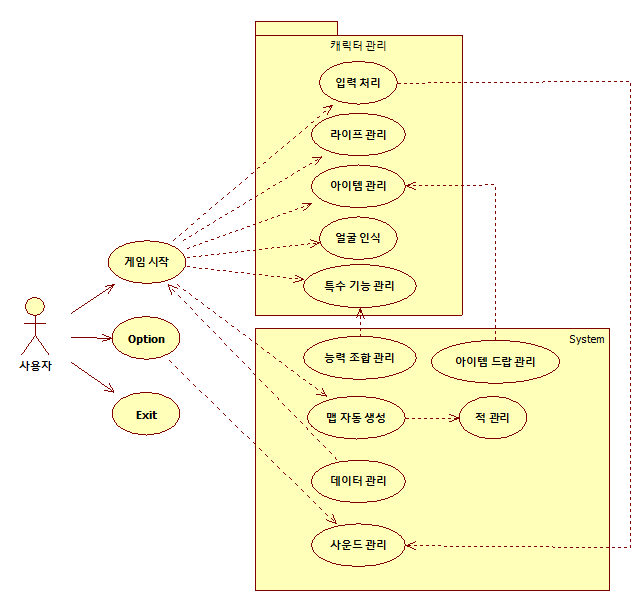 캐릭터 관리
입력 처리
라이프 관리
아이템 관리
얼굴 인식
특수 기능 관리
게임 시작
Option
Exit
사용자
System
능력 조합 관리
아이템 드랍 관리
맵 자동 생성
적 관리
데이터 관리
사운드 관리